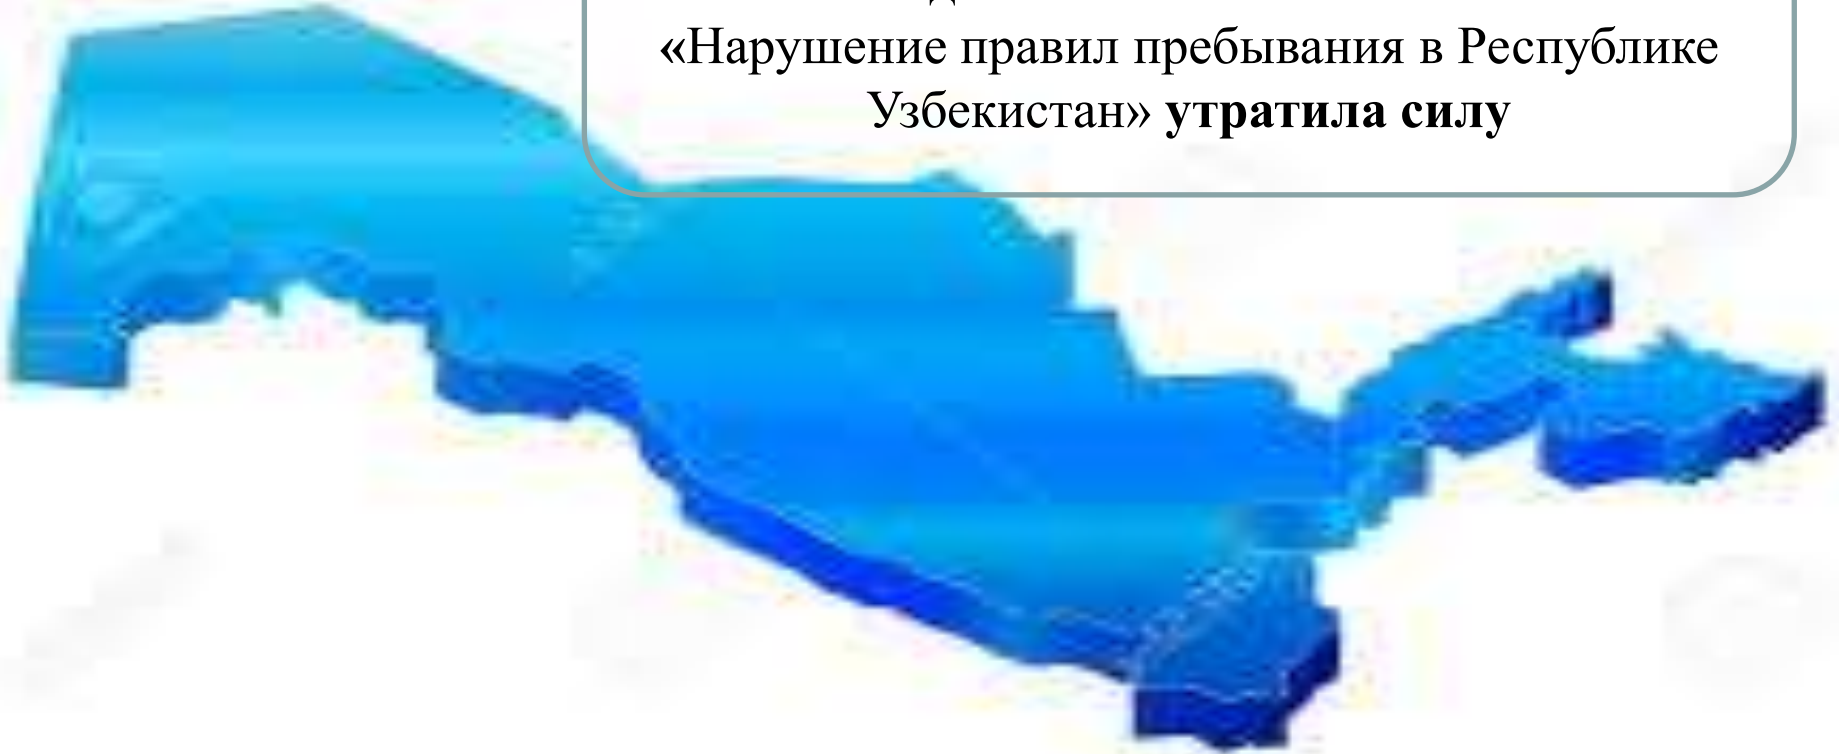 «Нарушение правил пребывания в Республике
Узбекистан» утратила силу